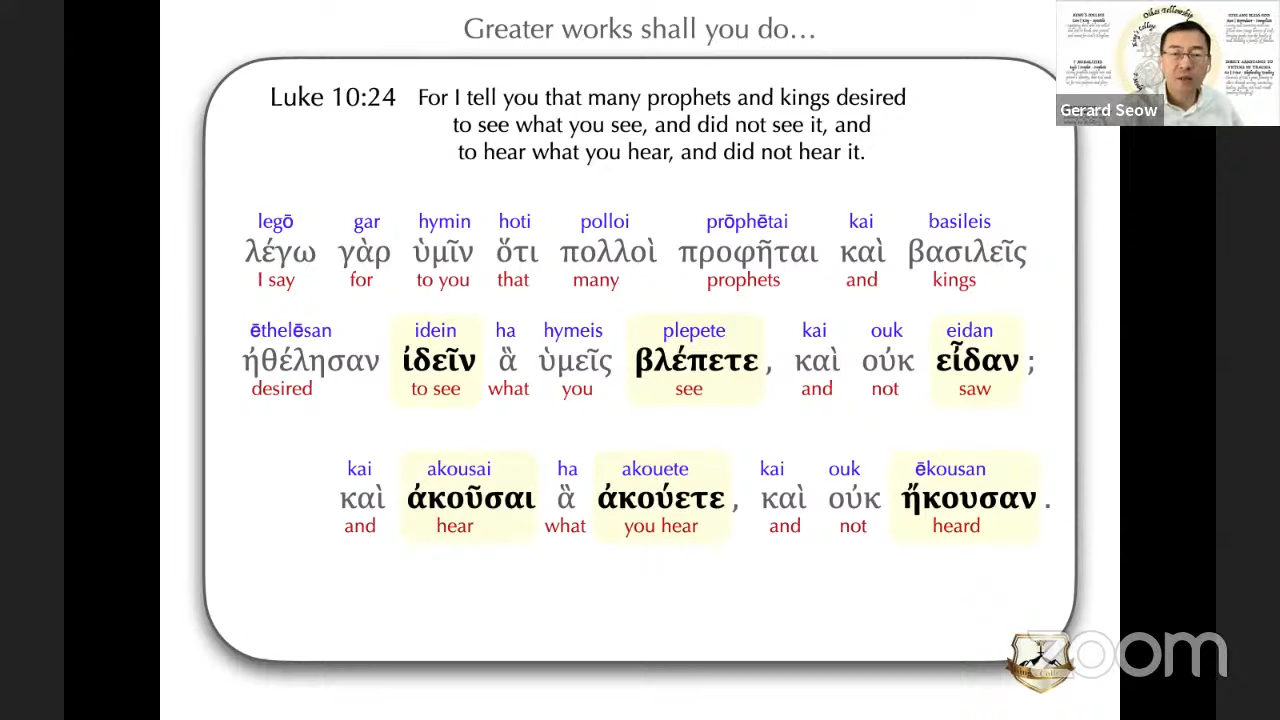 Greater works shall you do...
Luke 10:24 For I tell you that many prophets and kings desired
to see what you see, and did not see it, and
to hear what you hear, and did not hear it.
legō gar hymin hoti polloi prōphētai kai basileis
λέγω γὰρ ὑμῖν ὅτι πολλοὶ προφῆται καὶ βασιλεῖς
I say for to you that many prophets and kings
ēthelēsan idein ha hymeis plepete kai ouk eidan
ἠθέλησαν ἰδεῖν ἃ ὑμεῖς βλέπετε , καὶ οὐκ εἶδαν ;
desired to see what you see and not saw
kai akousai ha akouete kai ouk ēkousan
καὶ ἀκοῦσαι ἃ ἀκούετε , καὶ οὐκ ἤκουσαν .
and hear what you hear and not heard
Oikos Fellowship
King's College
Gerard Seow
zoom